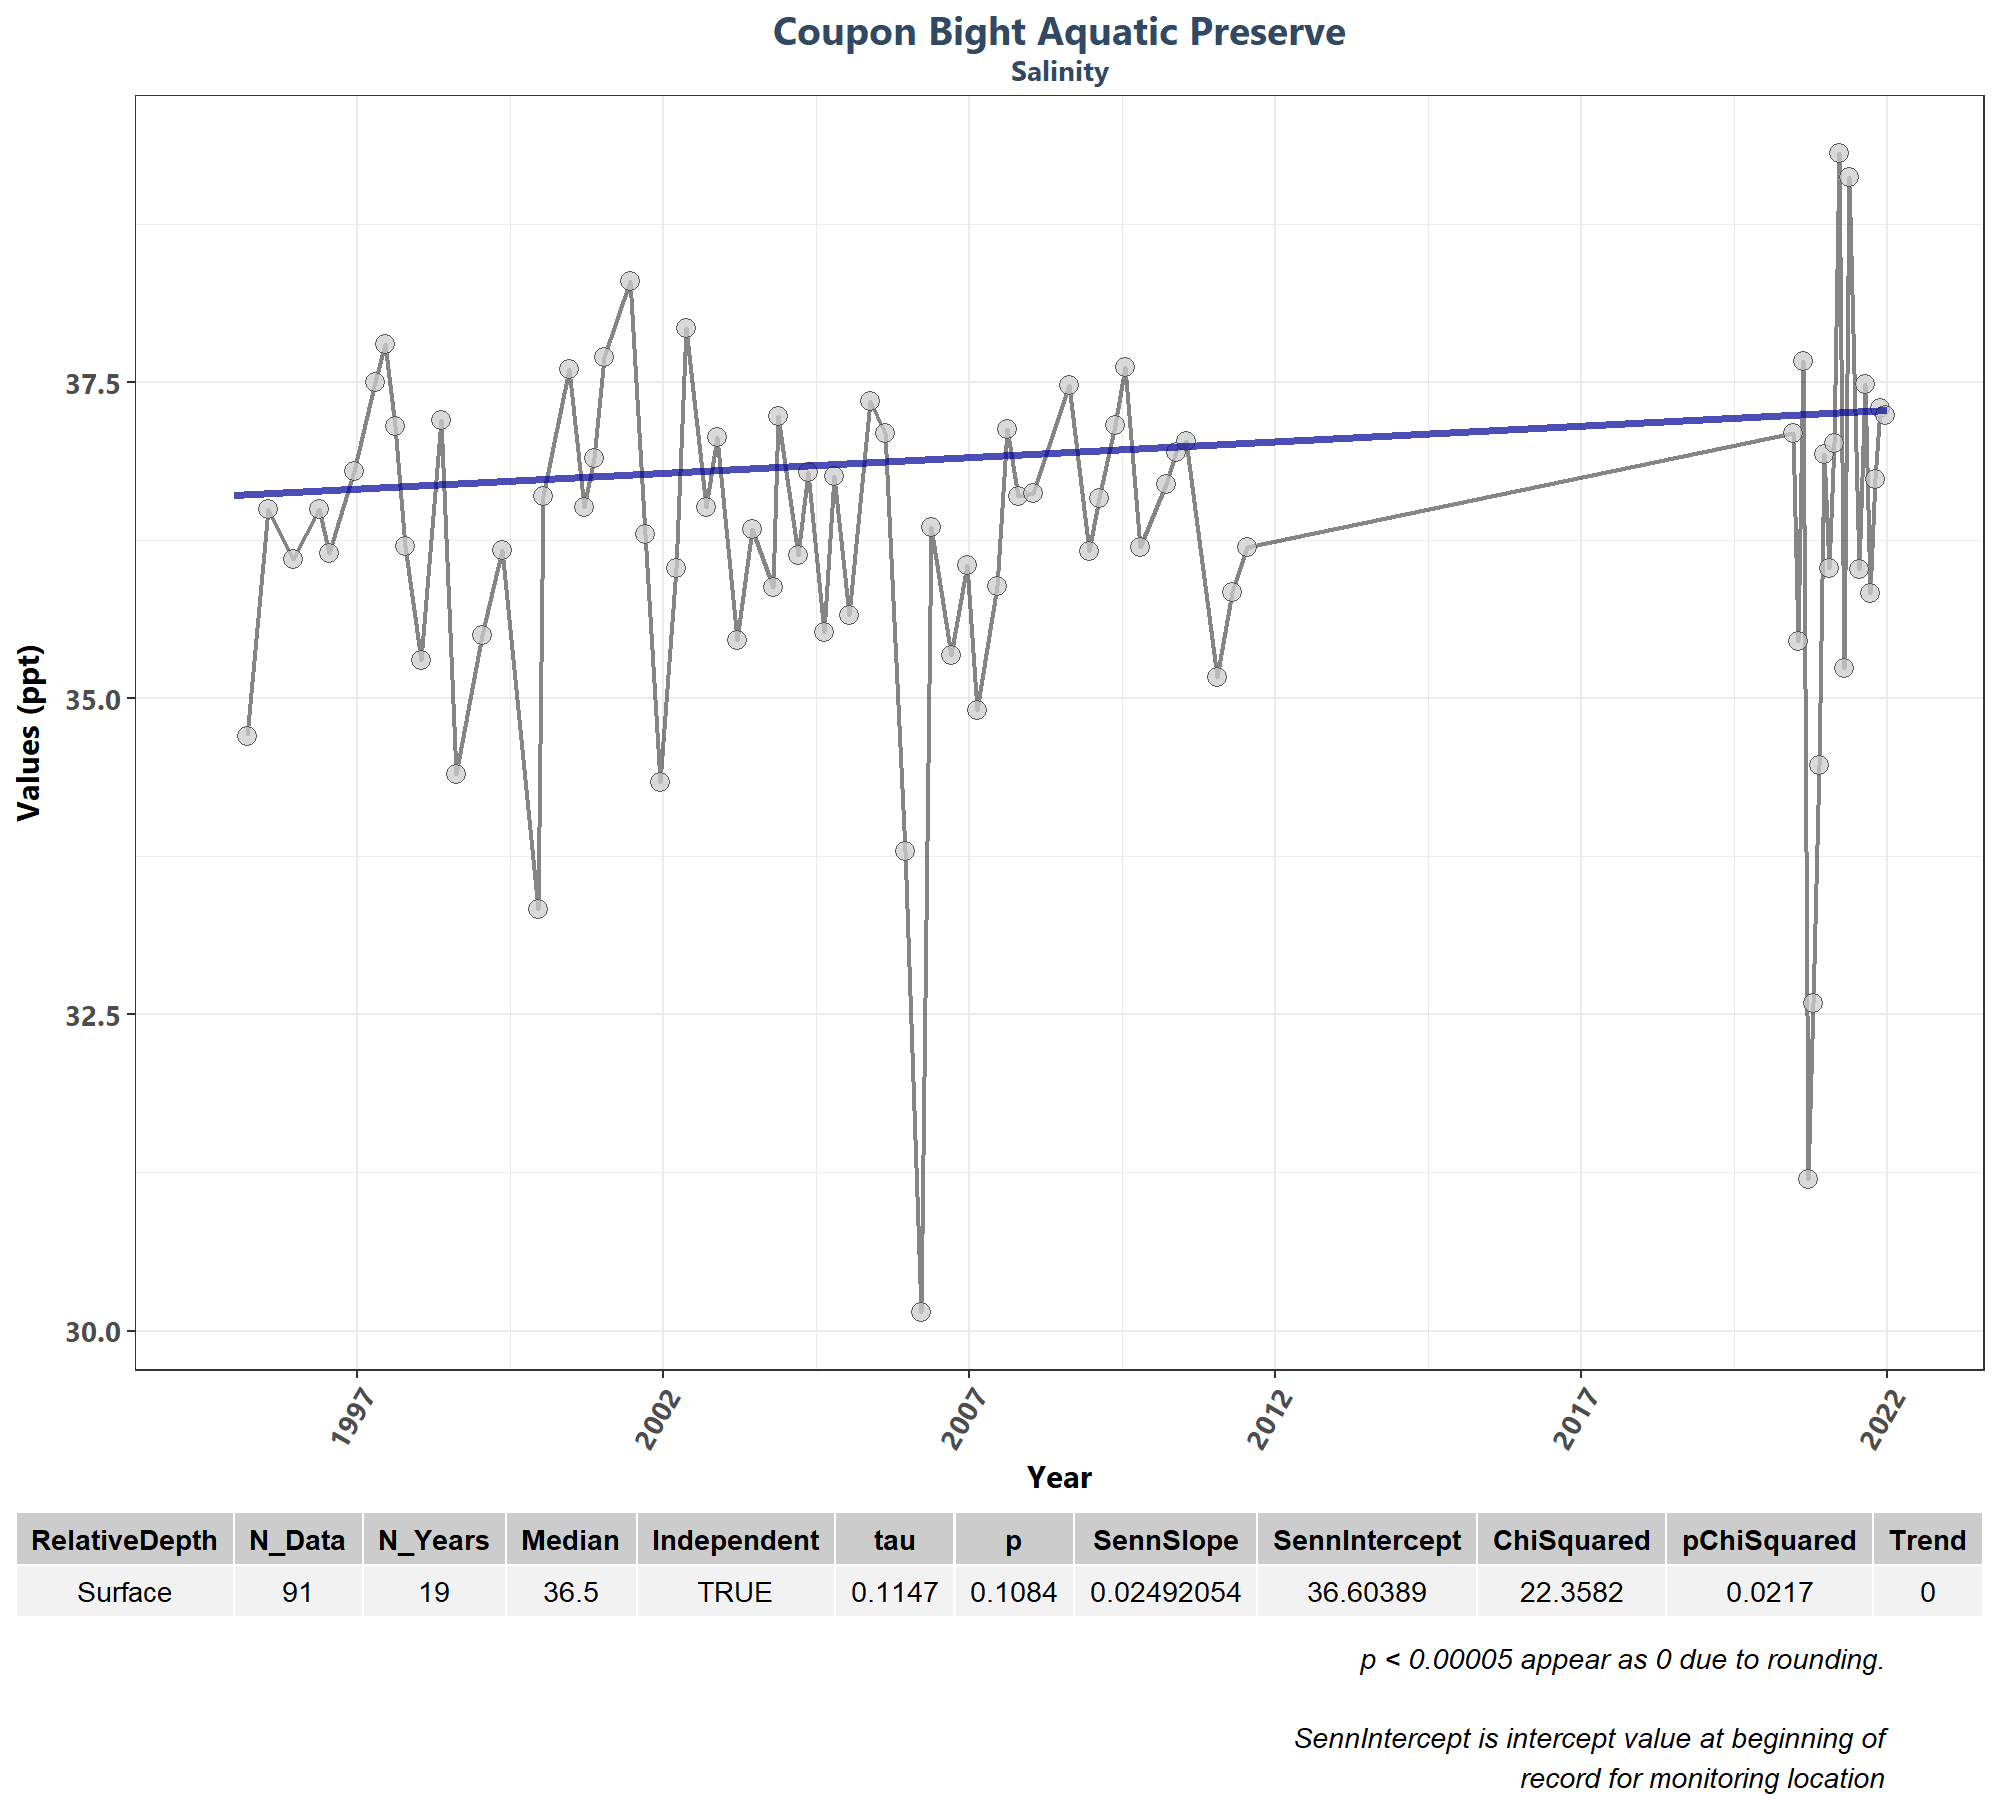 Coupon Bight Aquatic Preserve
Salinity
Values (ppt)
37.5
35.0
32.5
30.0
1997 2002 2007 2012 2017 2022
Year
RelativeDepth N_Data N_Years Median Independent tau p SennSlope SennIntercept ChiSquared pChiSquared Trend
Surface 91 19 36.5 TRUE 0.1147 0.1084 0.02492054 36.60389 22.3582 0.0217 0
p < 0.00005 appear as 0 due to rounding.
SennIntercept is intercept value at beginning of
record for monitoring location